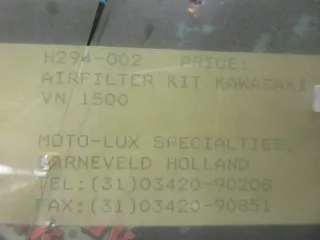 H294-002 PRICE:
AIRFILTER KIT KAWASAKI
VN 1500
MOTO-LUX SPECIALTIES,
BARNEVELD HOLLAND
TEL:(31)03420-90208
FAX:(31)03420-90851